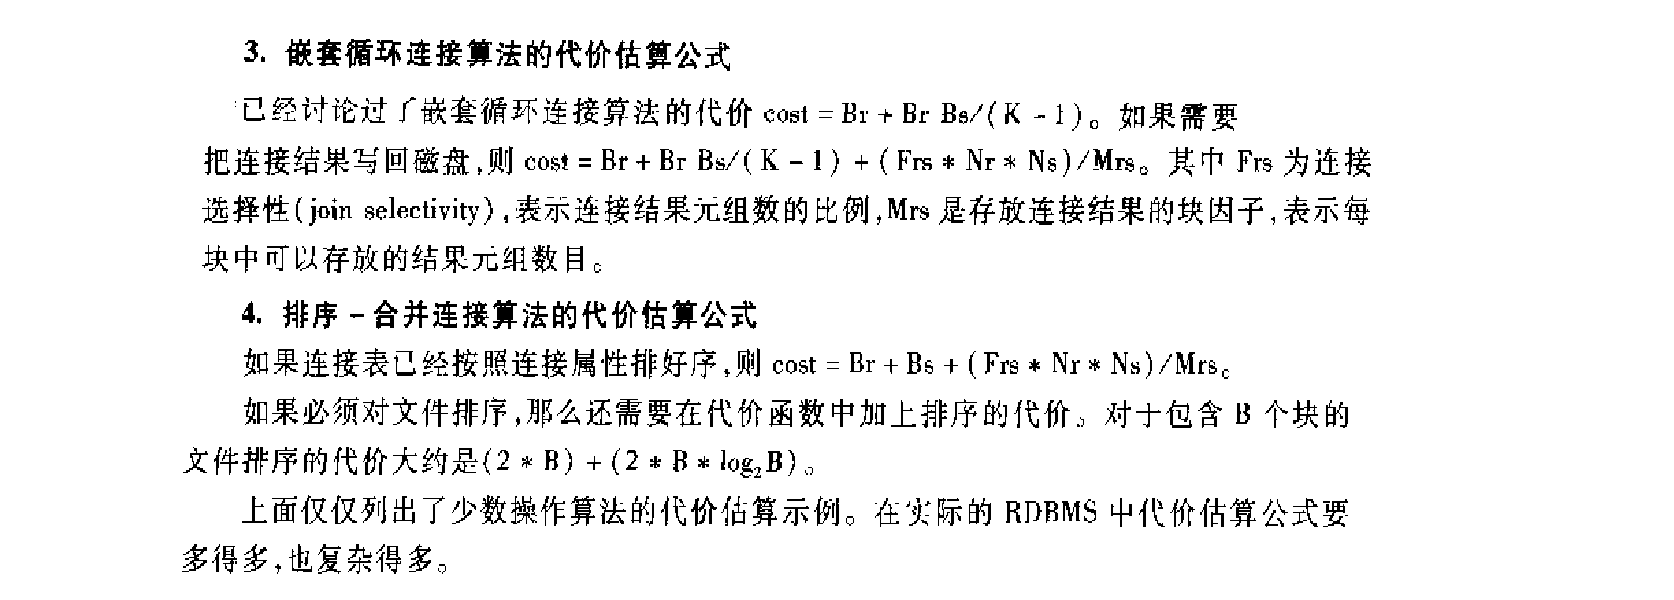 3. 嵌套循环连接算法的代价估算公式
已经讨论过了嵌套循环连接算法的代价 cost = Br + Br Bs/( K - 1)。如果需要
把连接结果写回磁盘,则 cost = Br + Br Bs/( K - 1) + ( Frs * Nr * Ns)/Mrs。其中 Frs 为连接
选择性(join selectivity),表示连接结果元组数的比例,Mrs 是存放连接结果的块因子,表示每
块中可以存放的结果元组数目。
4. 排序 - 合并连接算法的代价估算公式
如果连接表已经按照连接属性排好序,则 cost = Br + Bs + ( Frs * Nr * Ns)/Mrs。
如果必须对文件排序,那么还需要在代价函数中加上排序的代价。对于包含 B 个块的
文件排序的代价大约是(2 * B) + (2 * B * log₂B)。
上面仅仅列出了少数操作算法的代价估算示例。在实际的 RDBMS 中代价估算公式要
多得多,也复杂得多。